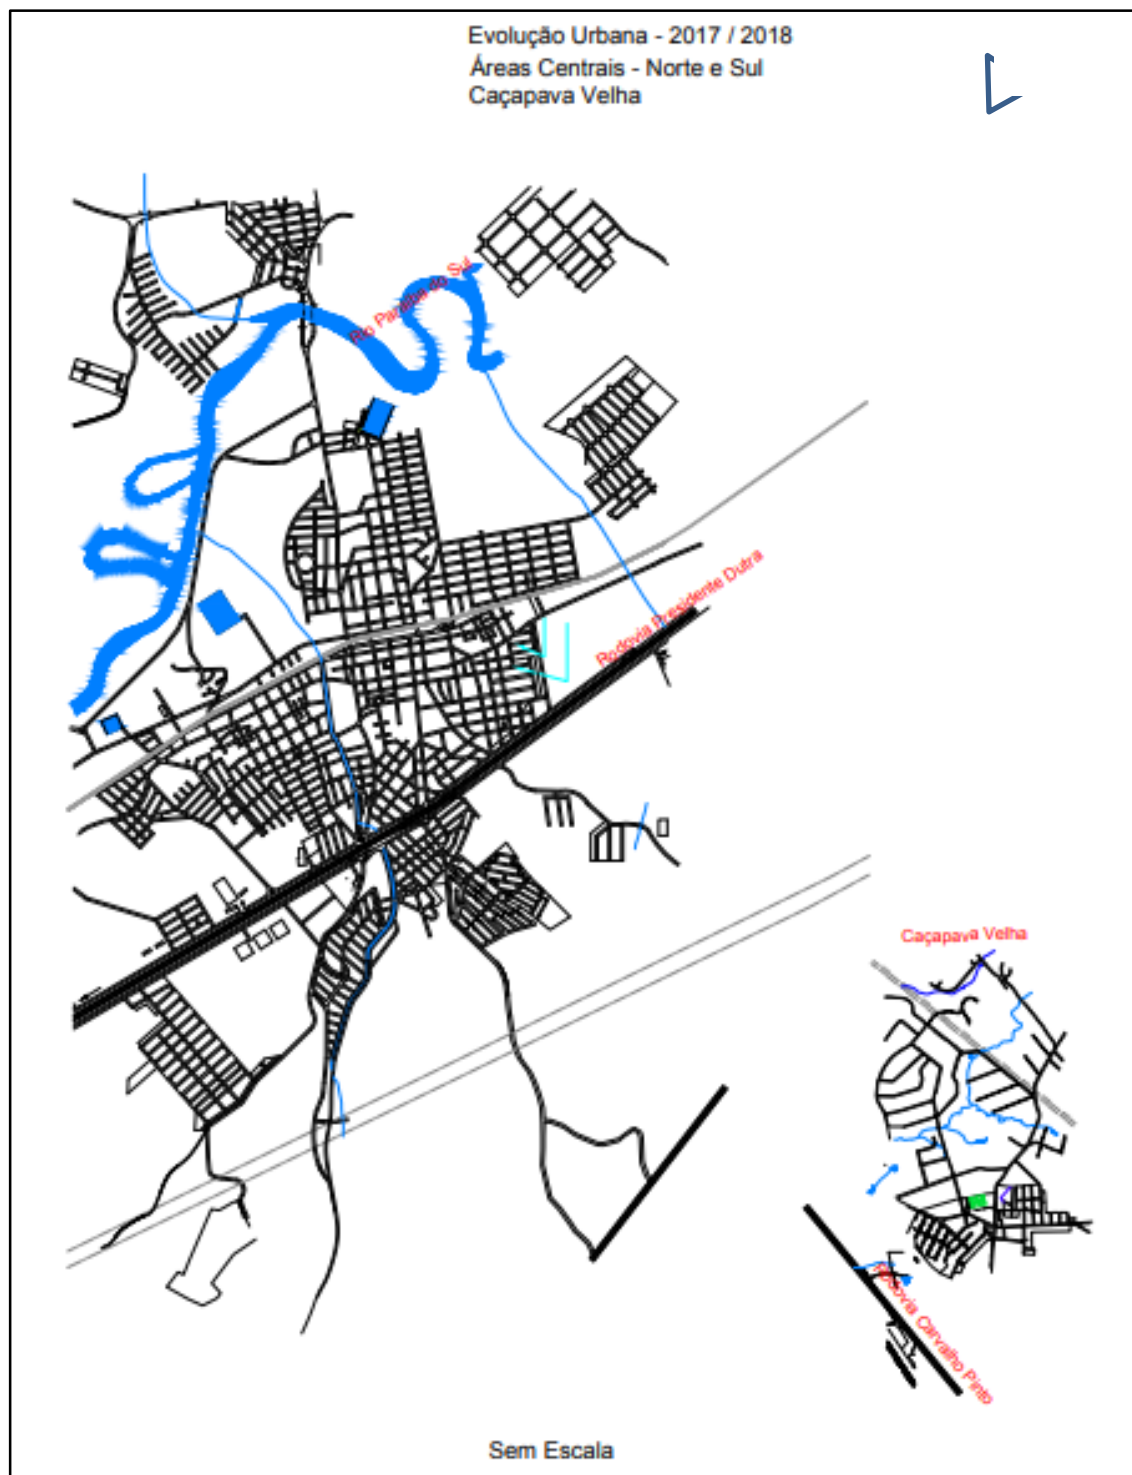 Evolução Urbana - 2017 / 2018
Áreas Centrais - Norte e Sul
Caçapava Velha
Rio Paraíba do Sul
Rodovia Presidente Dutra
Caçapava Velha
Rodovia Carvalho Pinto
Sem Escala